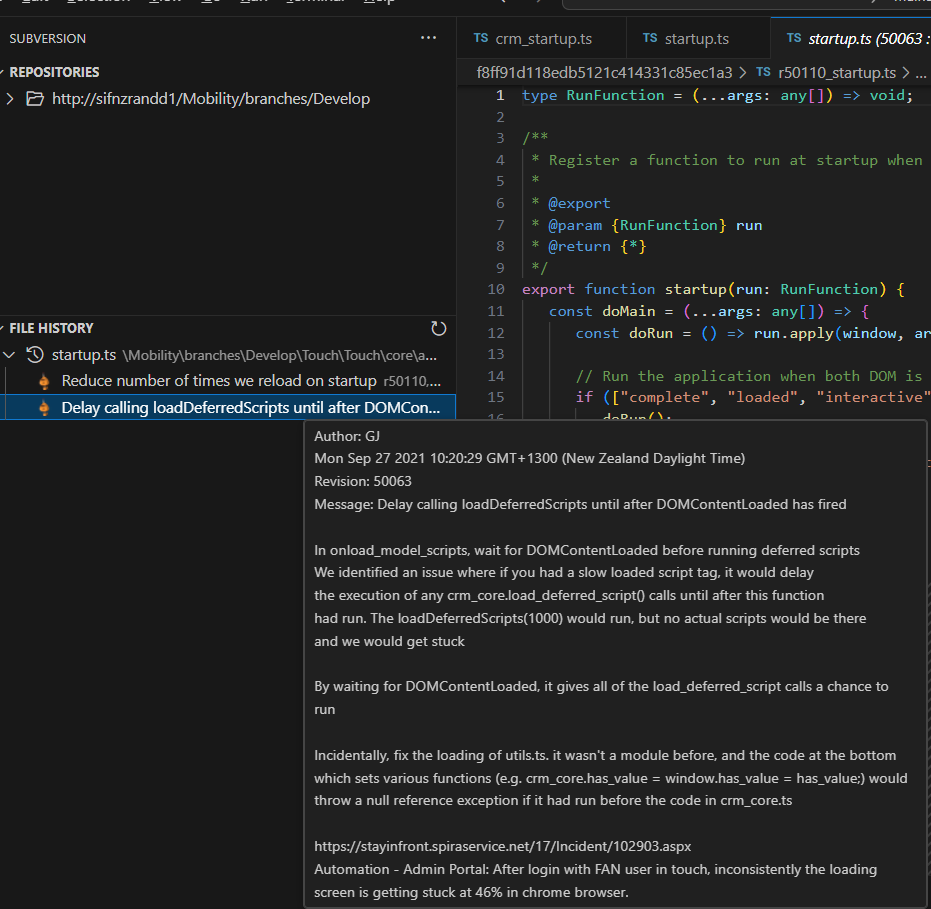 SUBVERSION
REPOSITORIES
http://sifnzrandd1/Mobility/branches/Develop
FILE HISTORY
startup.ts \Mobility\branches\Develop\Touch\Touch\core\a...
Reduce number of times we reload on startup r50110,...
Delay calling loadDeferredScripts until after DOMCon...
TS crm_startup.ts
TS startup.ts
TS startup.ts (50063 :
f8ff91d118edb5121c414331c85ec1a3 > TS r50110_startup.ts > ...
1 type RunFunction = (...args: any[]) => void;
2
3 /**
4 * Register a function to run at startup when
5 *
6 * @export
7 * @param {RunFunction} run
8 * @return {*}
9 */
10 export function startup(run: RunFunction) {
11 const doMain = (...args: any[]) => {
12 const doRun = () => run.apply(window, ar
13
14 // Run the application when both DOM is
15 if (["complete", "loaded", "interactive"
16 doRun();
Author: GJ
Mon Sep 27 2021 10:20:29 GMT+1300 (New Zealand Daylight Time)
Revision: 50063
Message: Delay calling loadDeferredScripts until after DOMContentLoaded has fired
In onload_model_scripts, wait for DOMContentLoaded before running deferred scripts
We identified an issue where if you had a slow loaded script tag, it would delay
the execution of any crm_core.load_deferred_script() calls until after this function
had run. The loadDeferredScripts(1000) would run, but no actual scripts would be there
and we would get stuck
By waiting for DOMContentLoaded, it gives all of the load_deferred_script calls a chance to
run
Incidentally, fix the loading of utils.ts. it wasn't a module before, and the code at the bottom
which sets various functions (e.g. crm_core.has_value = window.has_value = has_value;) would
throw a null reference exception if it had run before the code in crm_core.ts
https://stayinfront.spiraservice.net/17/Incident/102903.aspx
Automation - Admin Portal: After login with FAN user in touch, inconsistently the loading
screen is getting stuck at 46% in chrome browser.